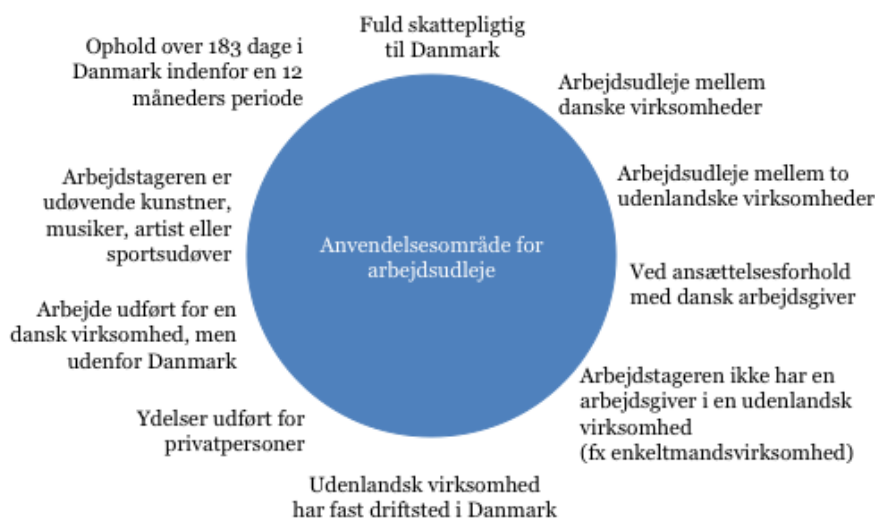 Fuld skattepligtig
til Danmark
Arbejdsudleje mellem
danske virksomheder
Arbejdsudleje mellem to
udenlandske virksomheder
Ved ansættelsesforhold
med dansk arbejdsgiver
Arbejdstageren ikke har en
arbejdsgiver i en udenlandsk
virksomhed
(fx enkeltmandsvirksomhed)
Udenlandsk virksomhed
har fast driftsted i Danmark
Ydelser udført for
privatpersoner
Arbejde udført for en
dansk virksomhed, men
udenfor Danmark
Arbejdstageren er
udøvende kunstner,
musiker, artist eller
sportsudøver
Ophold over 183 dage i
Danmark indenfor en 12
måneders periode
Anvendelsesområde for
arbejdsudleje